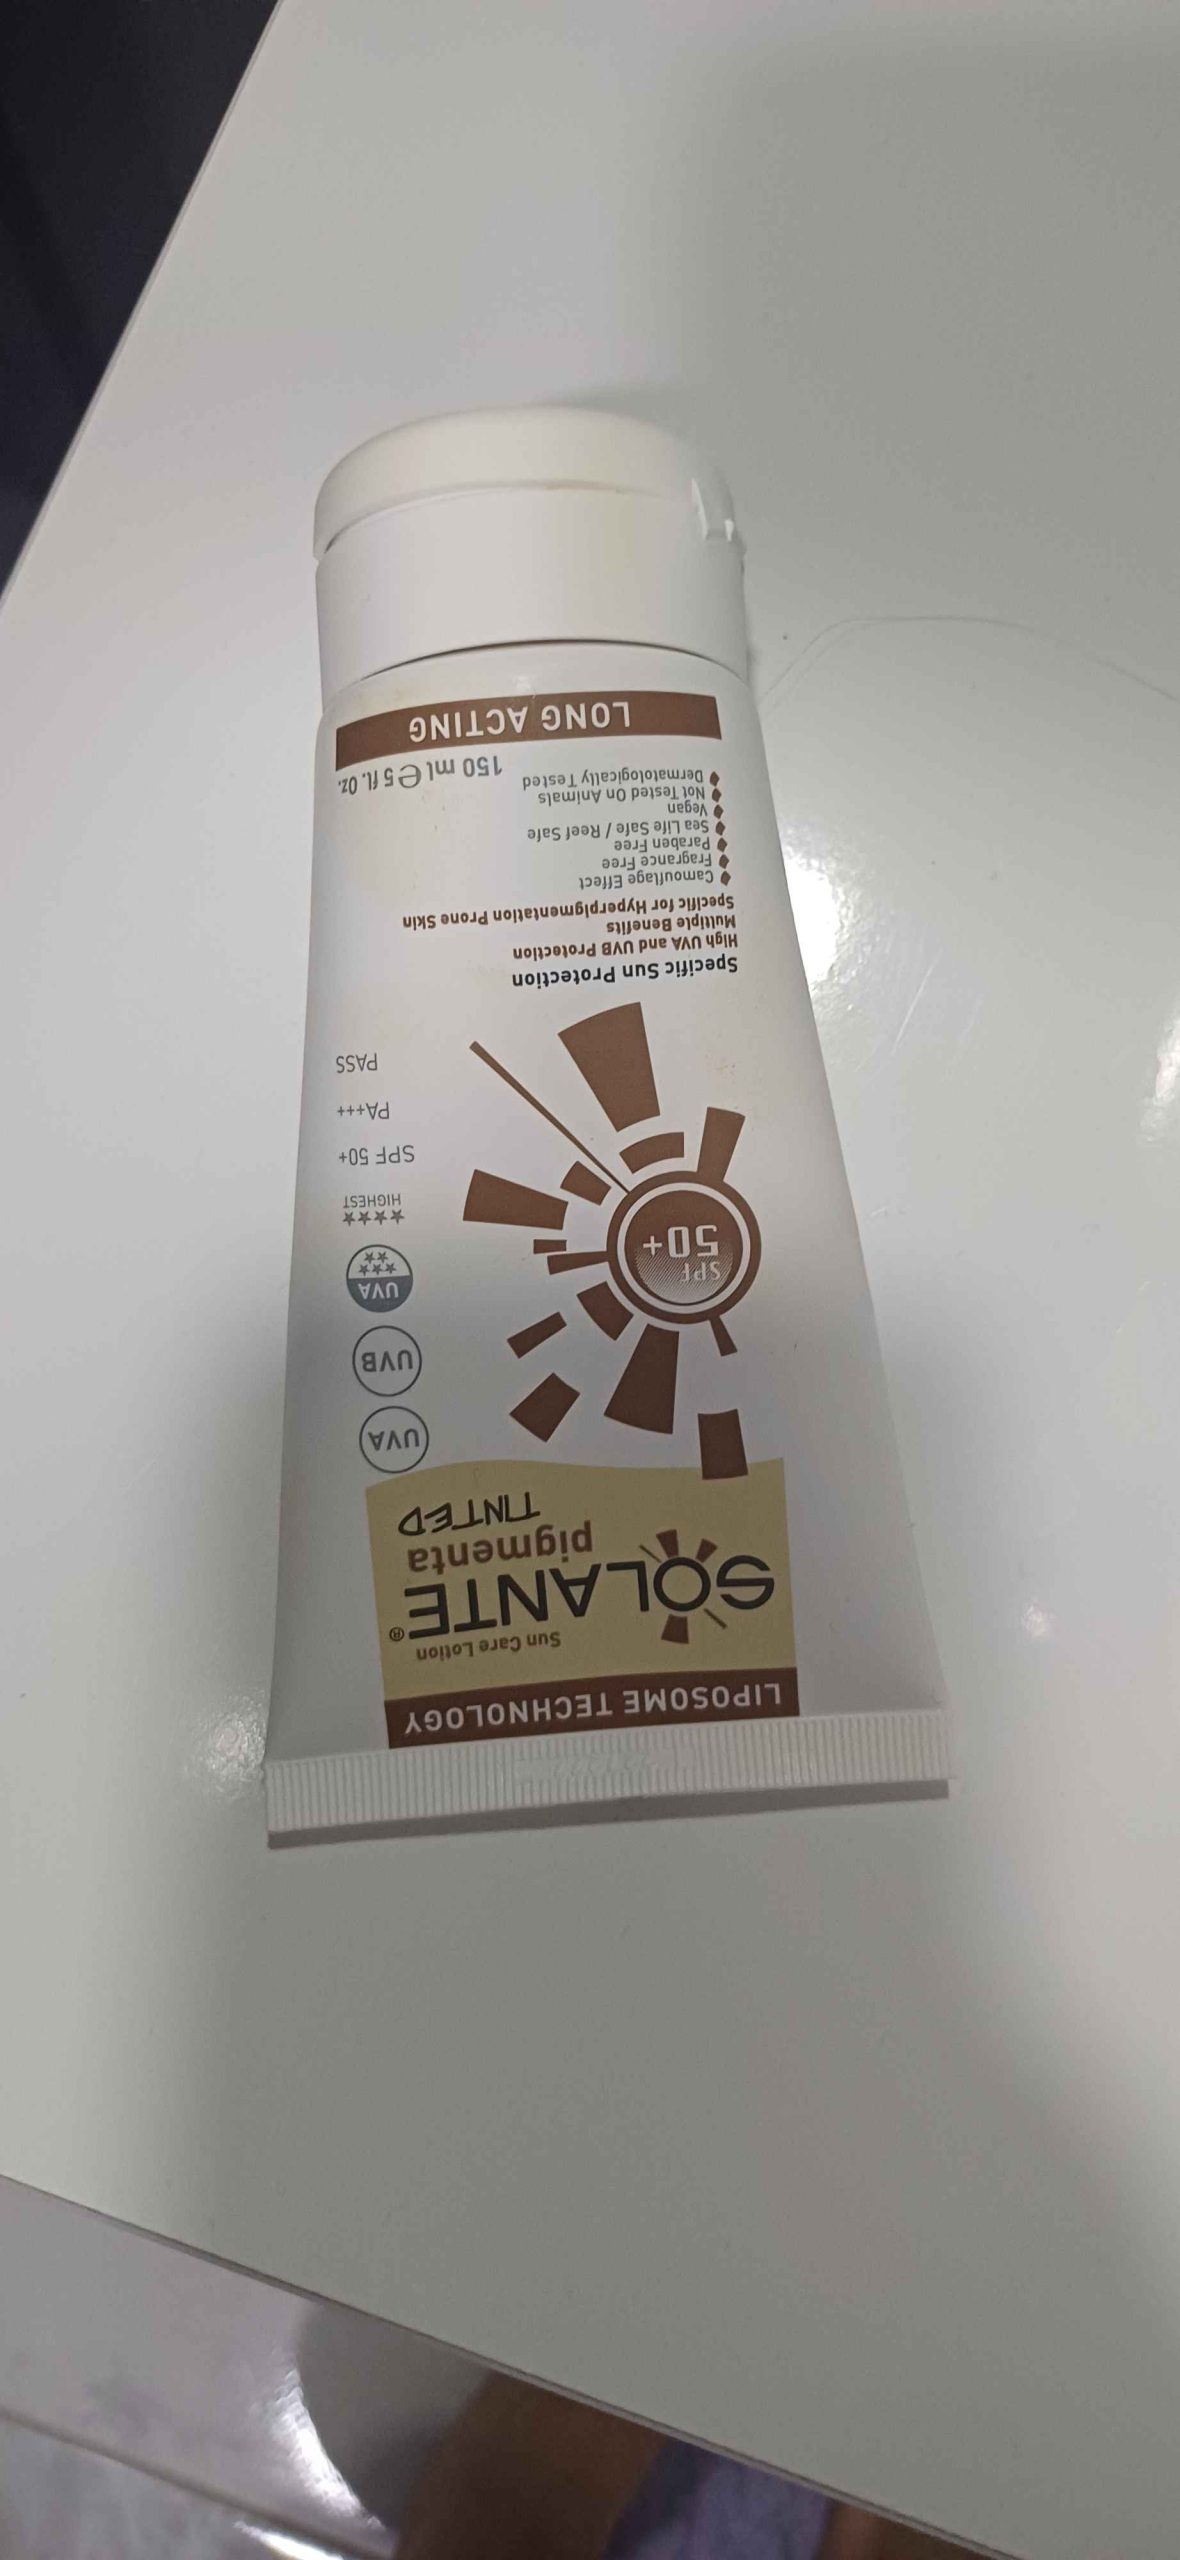 LIPOSOME TECHNOLOGY
Sun Care Lotion
SOLANTE®
pigmenta
TINTED
UVA
UVB
UVA
★★★
★★
★★★★
HIGHEST
SPF 50+
PA+++
PASS
SPF
50+
Specific Sun Protection
High UVA and UVB Protection
Multiple Benefits
Specific for Hyperpigmentation Prone Skin
♦ Camouflage Effect
♦ Fragrance Free
♦ Paraben Free
♦ Sea Life Safe / Reef Safe
♦ Vegan
♦ Not Tested On Animals
♦ Dermatologically Tested
150 ml ℮ 5 fl. Oz.
LONG ACTING